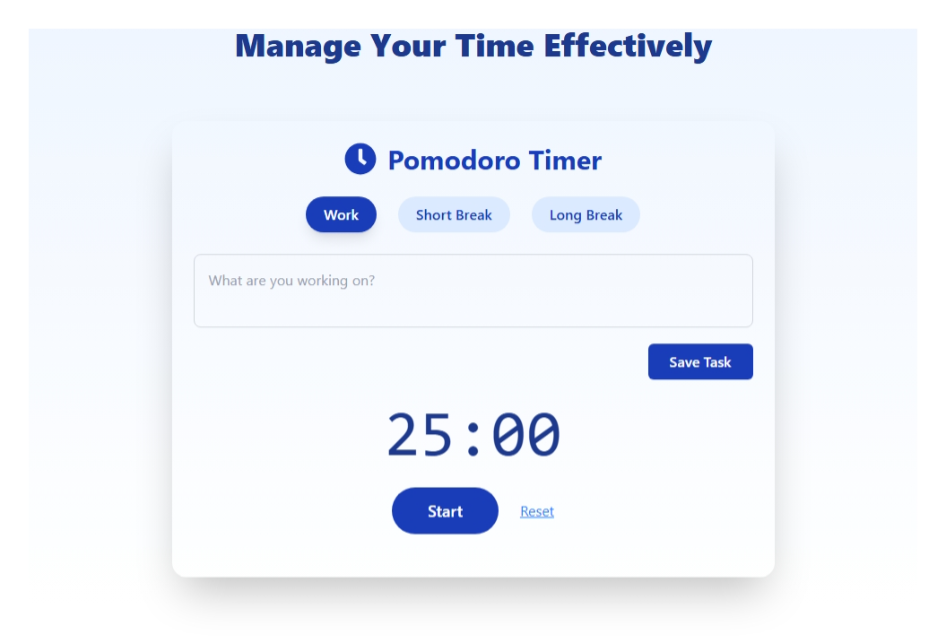 Manage Your Time Effectively
Pomodoro Timer
Work Short Break Long Break
What are you working on?
Save Task
25:00
Start Reset